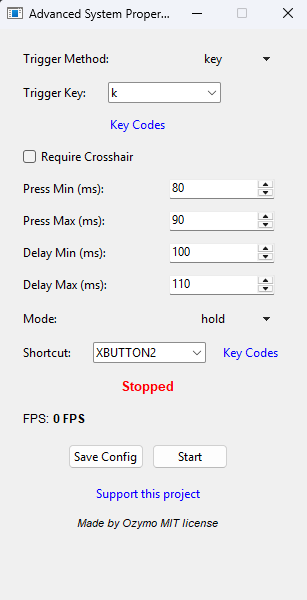 Advanced System Proper...
Trigger Method: key
Trigger Key: k
Key Codes
Require Crosshair
Press Min (ms): 80
Press Max (ms): 90
Delay Min (ms): 100
Delay Max (ms): 110
Mode: hold
Shortcut: XBUTTON2 Key Codes
Stopped
FPS: 0 FPS
Save Config Start
Support this project
Made by Ozymo MIT license